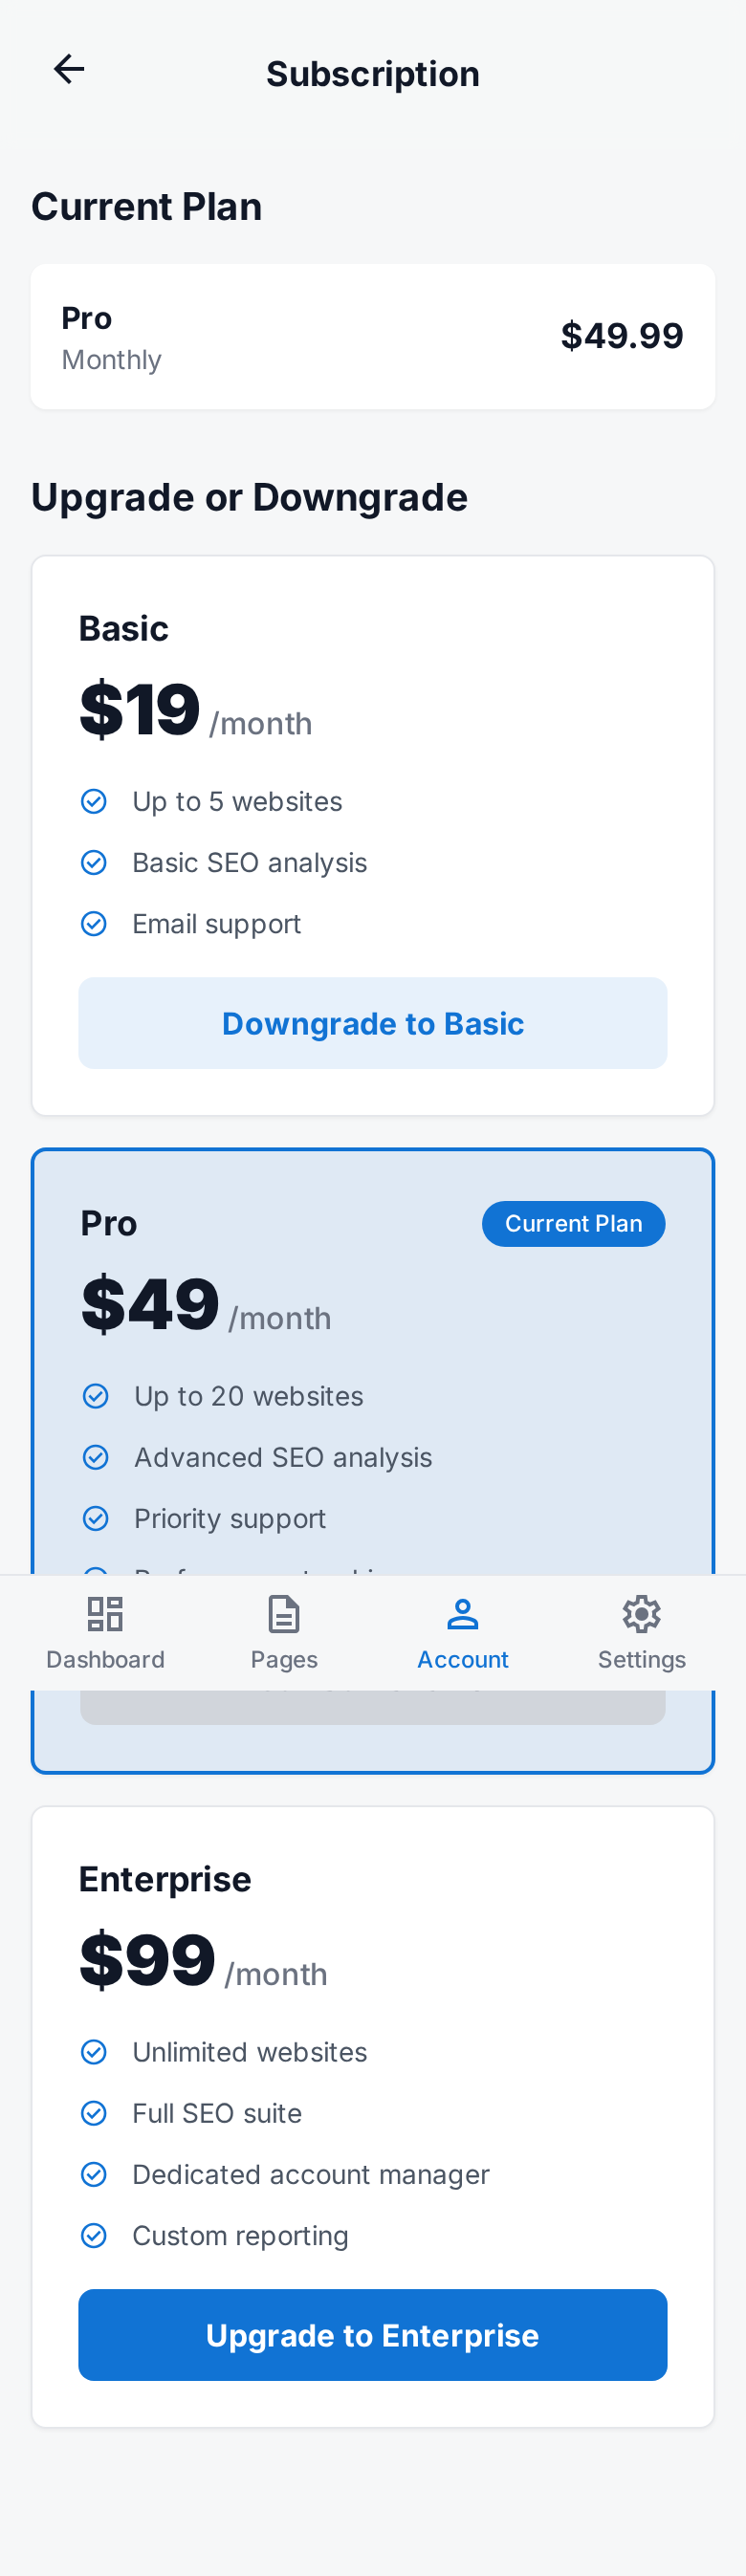 Subscription
Current Plan
Pro
Monthly
$49.99
Upgrade or Downgrade
Basic
$19 /month
Up to 5 websites
Basic SEO analysis
Email support
Downgrade to Basic
Pro
Current Plan
$49 /month
Up to 20 websites
Advanced SEO analysis
Priority support
Dashboard
Pages
Account
Settings
Enterprise
$99 /month
Unlimited websites
Full SEO suite
Dedicated account manager
Custom reporting
Upgrade to Enterprise